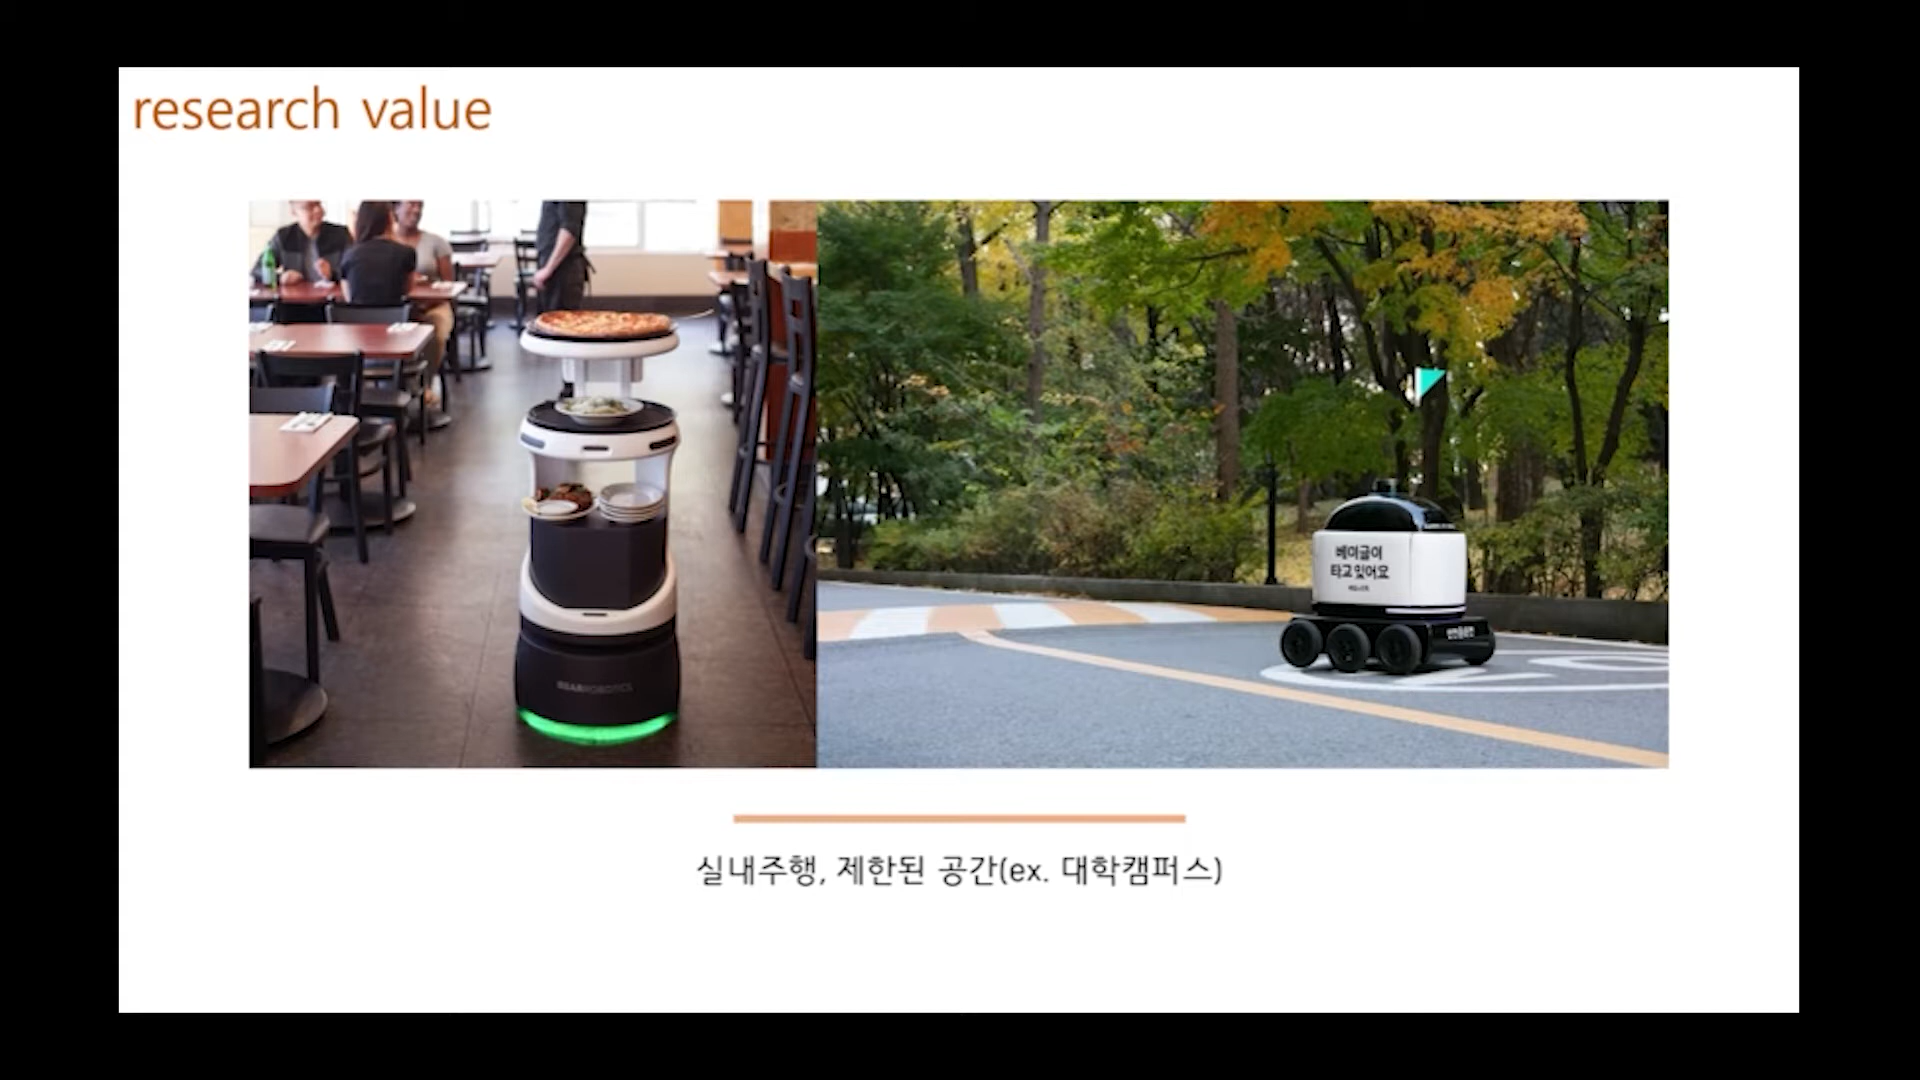 research value
베이글이
타고 있어요
BEARROBOTICS
실내주행, 제한된 공간(ex. 대학캠퍼스)